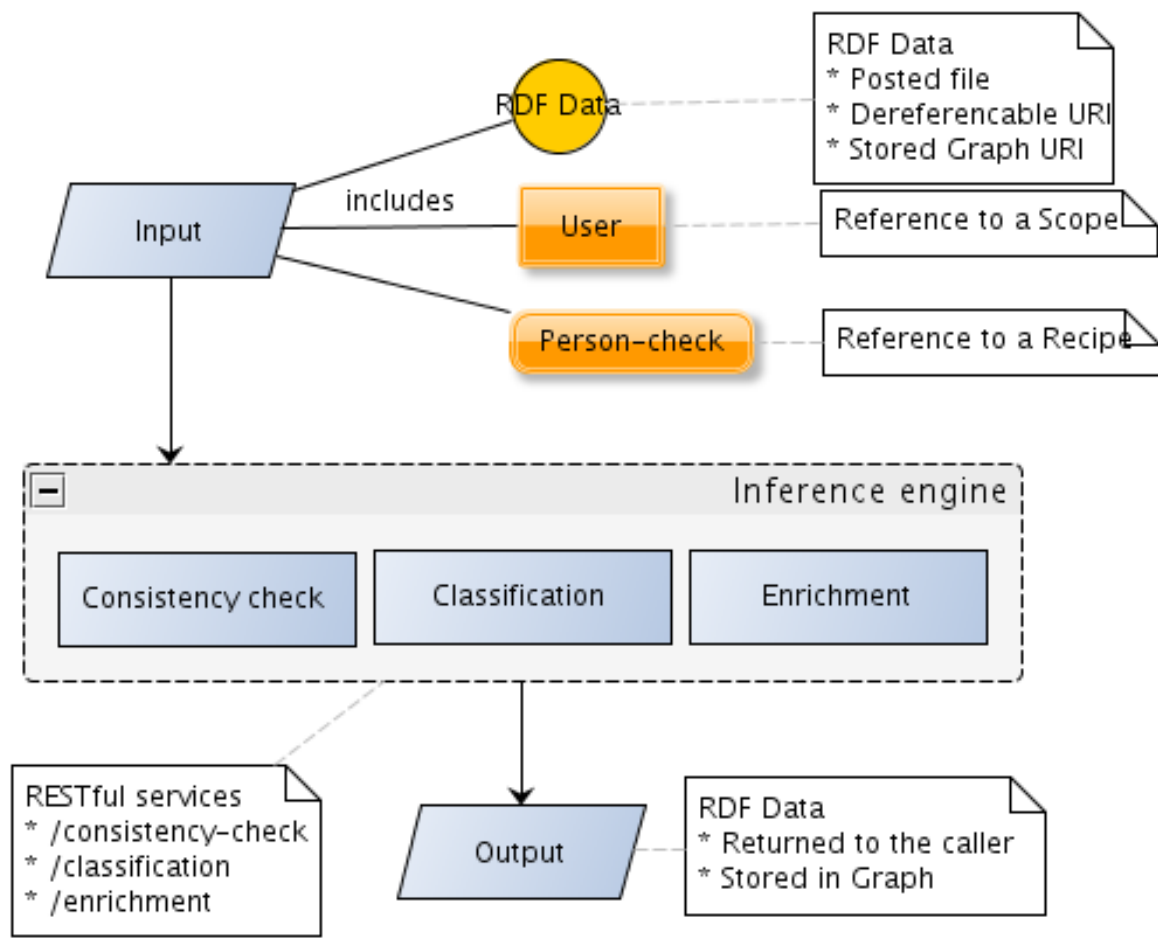 RDF Data
RDF Data
* Posted file
* Dereferencable URI
* Stored Graph URI
Input
includes
User
Reference to a Scope
Person-check
Reference to a Recipe
Inference engine
Consistency check
Classification
Enrichment
RESTful services
* /consistency-check
* /classification
* /enrichment
Output
RDF Data
* Returned to the caller
* Stored in Graph